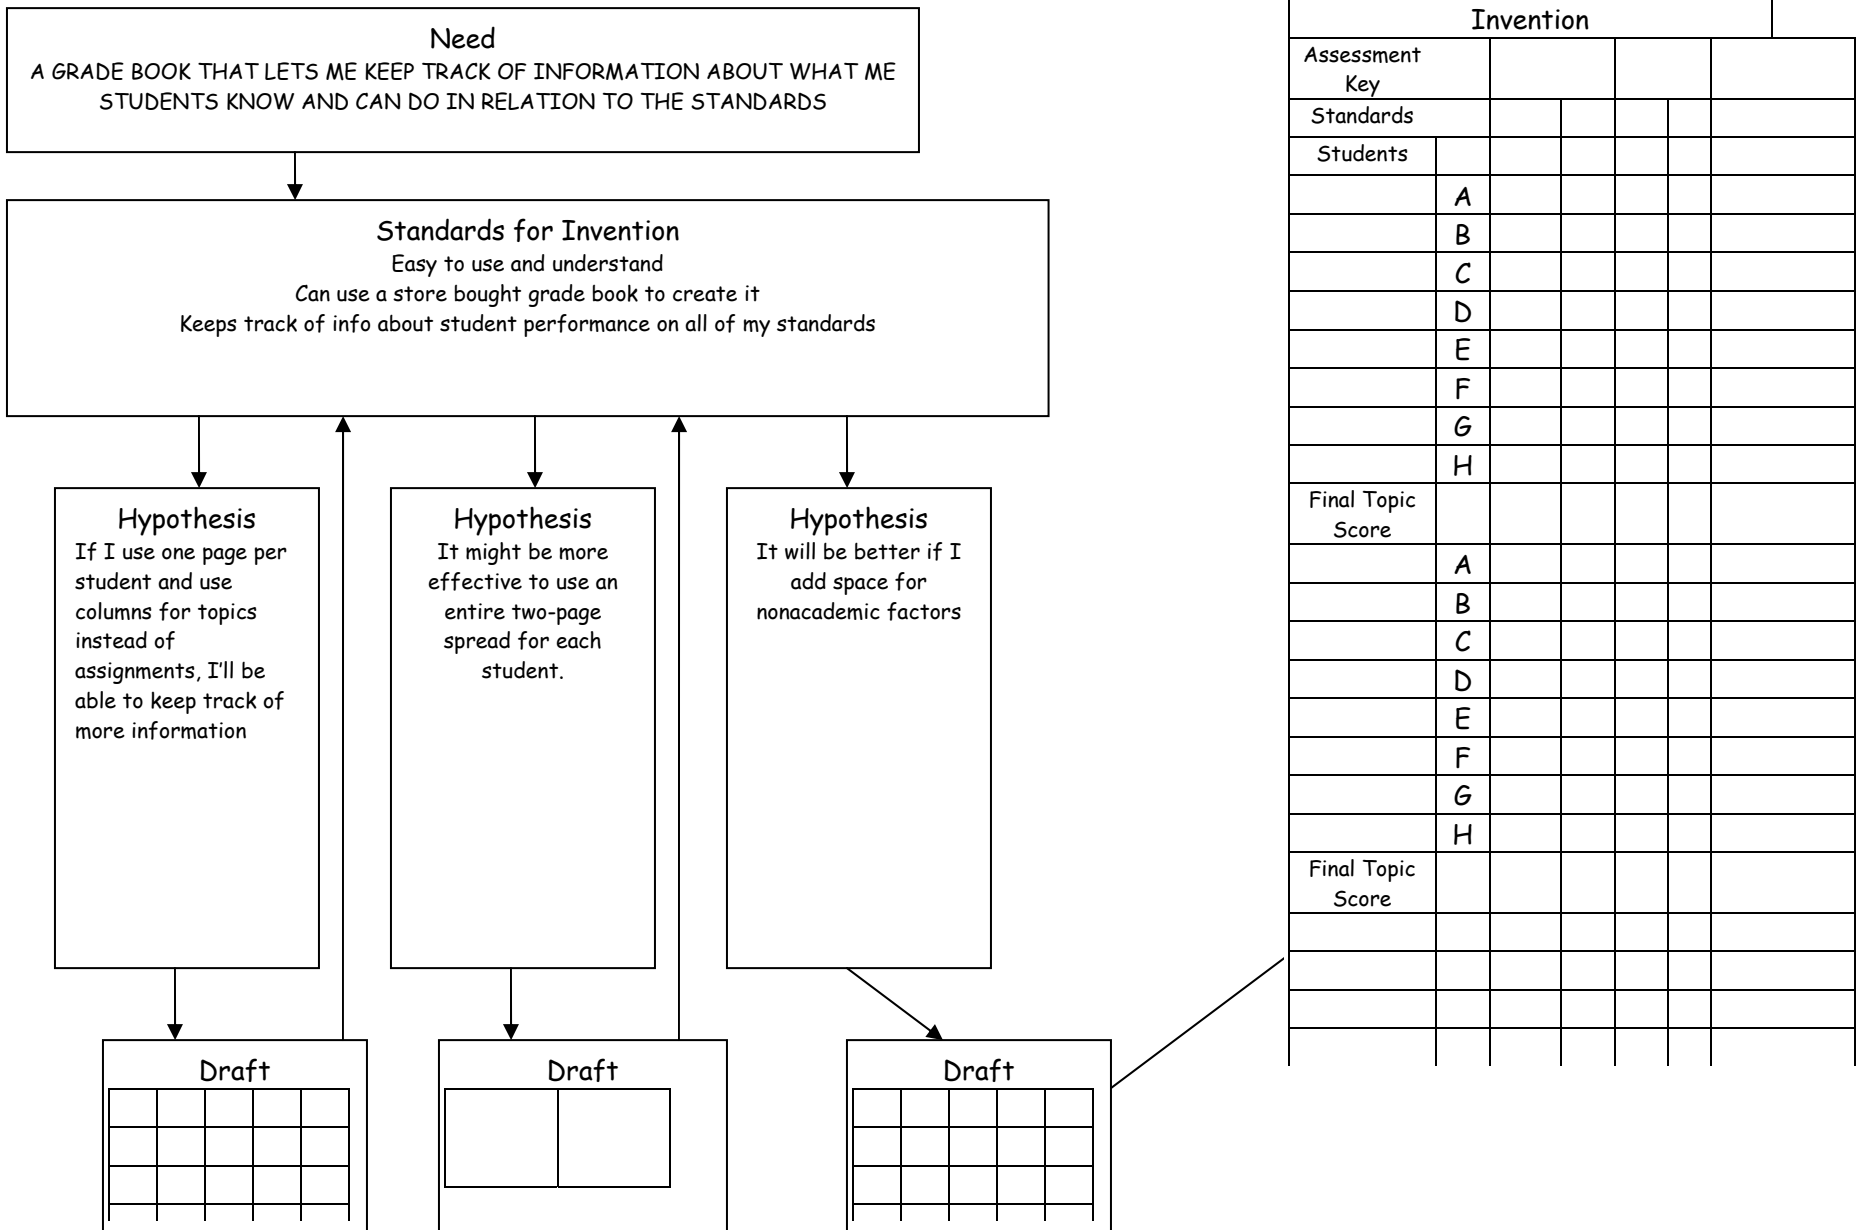 Need
A GRADE BOOK THAT LETS ME KEEP TRACK OF INFORMATION ABOUT WHAT ME
STUDENTS KNOW AND CAN DO IN RELATION TO THE STANDARDS
Standards for Invention
Easy to use and understand
Can use a store bought grade book to create it
Keeps track of info about student performance on all of my standards
Hypothesis
If I use one page per
student and use
columns for topics
instead of
assignments, I'll be
able to keep track of
more information
Hypothesis
It might be more
effective to use an
entire two-page
spread for each
student.
Hypothesis
It will be better if I
add space for
nonacademic factors
Draft
Draft
Draft
Invention
Assessment
Key
Standards
Students
A
B
C
D
E
F
G
H
Final Topic
Score
A
B
C
D
E
F
G
H
Final Topic
Score